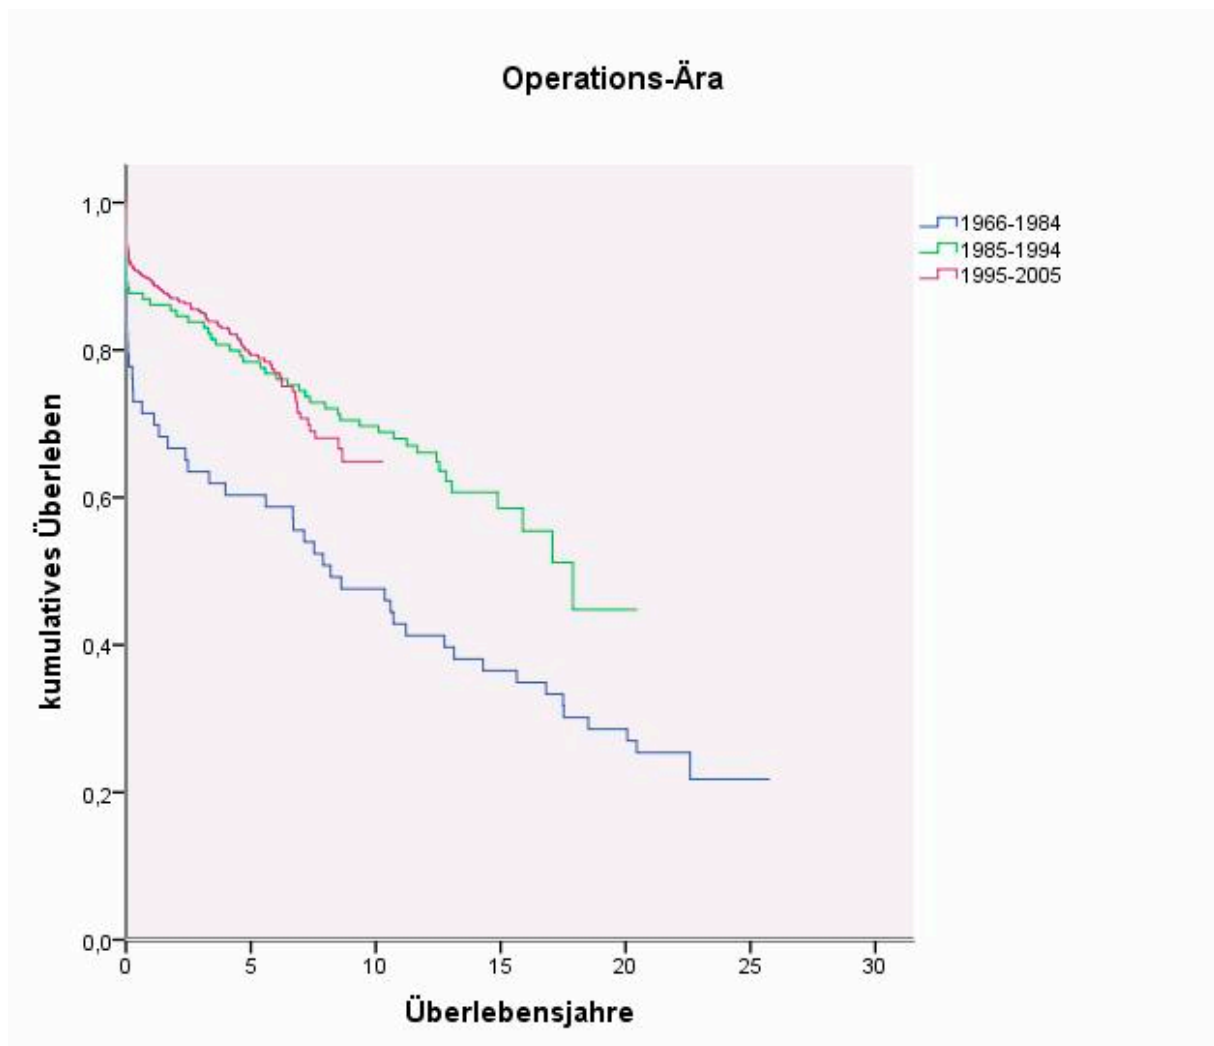 Operations-Ära
1,0
0,8
0,6
0,4
0,2
0,0
kumulatives Überleben
0 5 10 15 20 25 30
Überlebensjahre
1966-1984
1985-1994
1995-2005